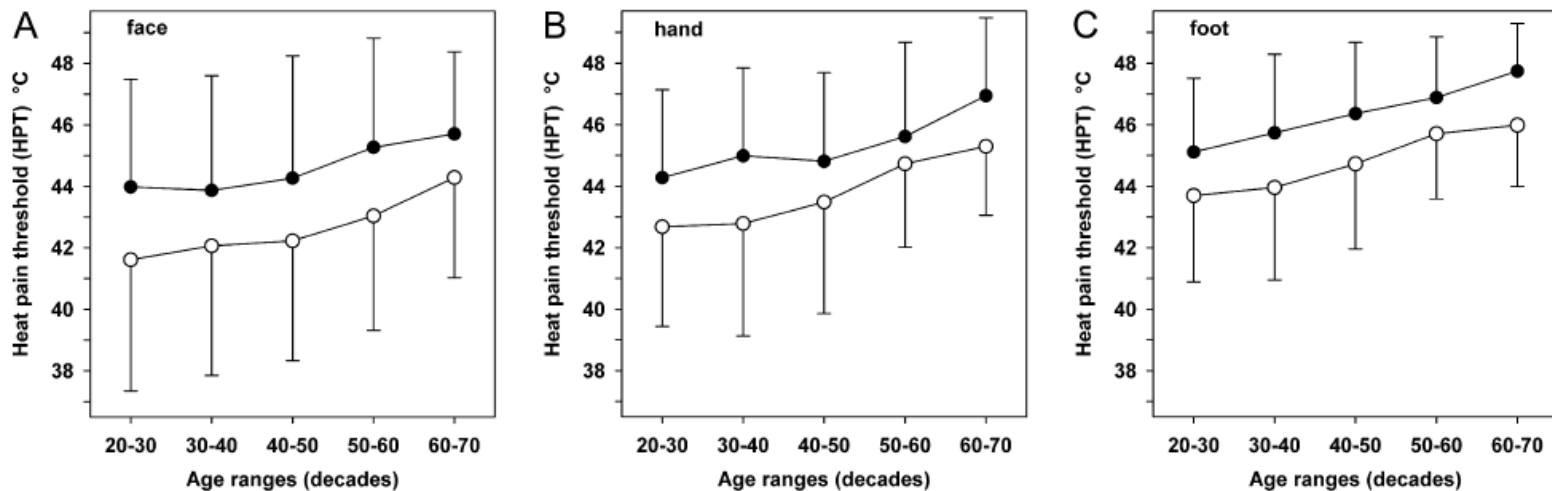 A
face
Heat pain threshold (HPT) °C
48
46
44
42
40
38
20-30 30-40 40-50 50-60 60-70
Age ranges (decades)
B
hand
Heat pain threshold (HPT) °C
48
46
44
42
40
38
20-30 30-40 40-50 50-60 60-70
Age ranges (decades)
C
foot
Heat pain threshold (HPT) °C
48
46
44
42
40
38
20-30 30-40 40-50 50-60 60-70
Age ranges (decades)